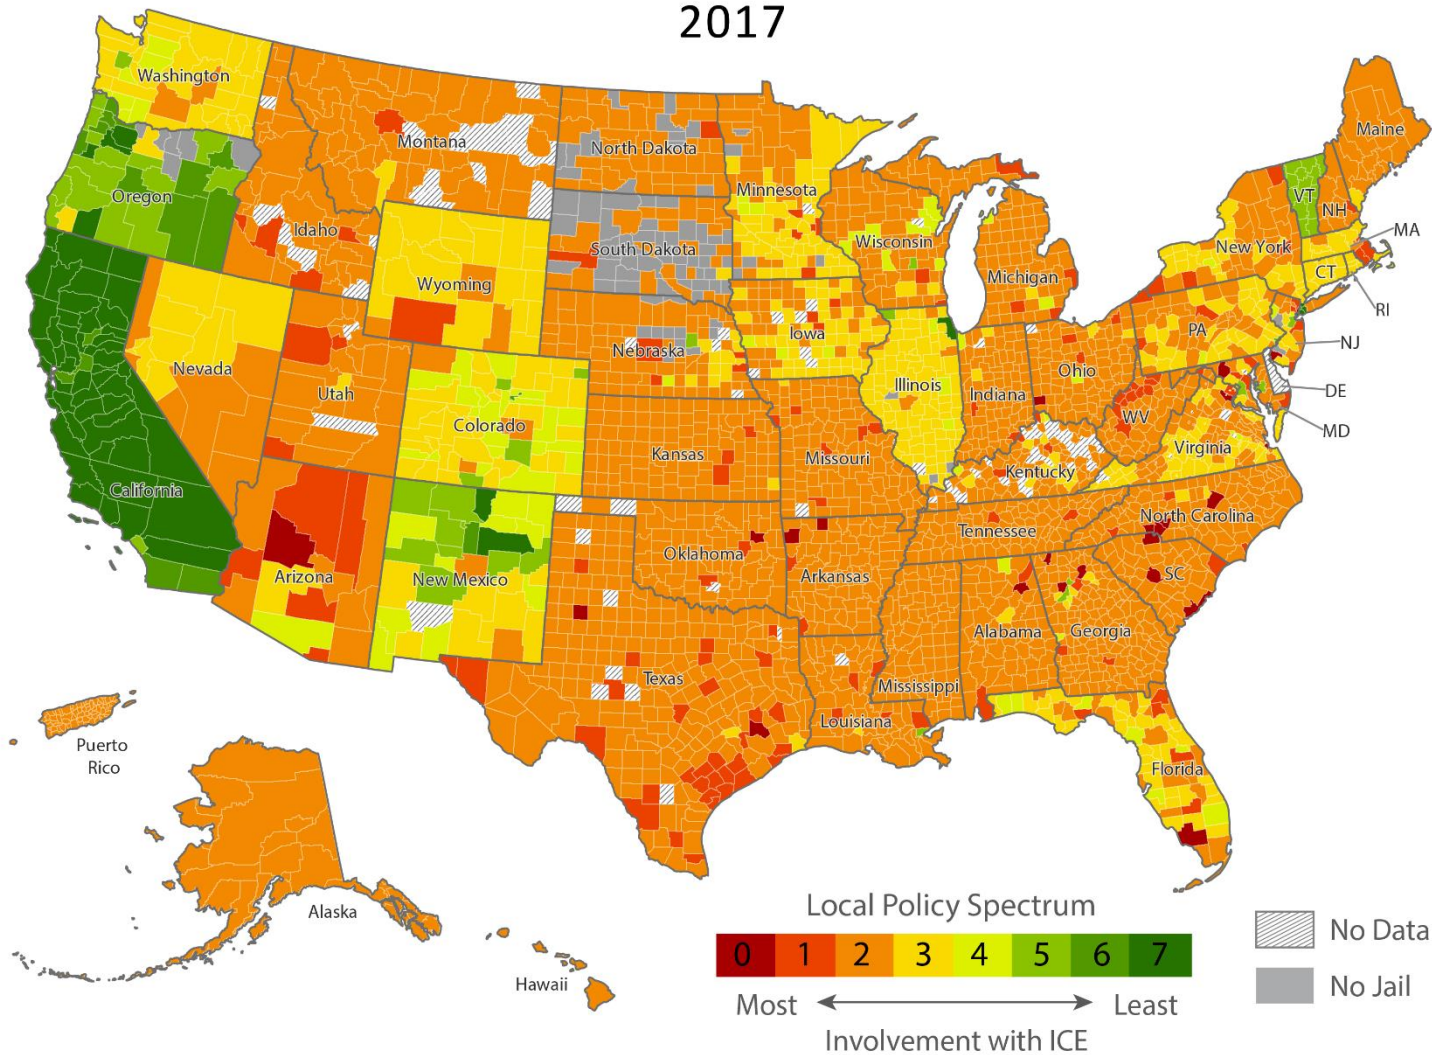 2017
Washington
Montana
North Dakota
Minnesota
Maine
Oregon
Idaho
South Dakota
Wisconsin
Michigan
New York
VT
NH
MA
CT
RI
Wyoming
Nebraska
Iowa
Illinois
Indiana
Ohio
PA
NJ
DE
MD
Nevada
Utah
Colorado
Kansas
Missouri
Kentucky
WV
Virginia
California
Arizona
New Mexico
Oklahoma
Arkansas
Tennessee
North Carolina
SC
Texas
Louisiana
Mississippi
Alabama
Georgia
Florida
Puerto
Rico
Alaska
Hawaii
Local Policy Spectrum
0 1 2 3 4 5 6 7
Most Least
Involvement with ICE
No Data
No Jail